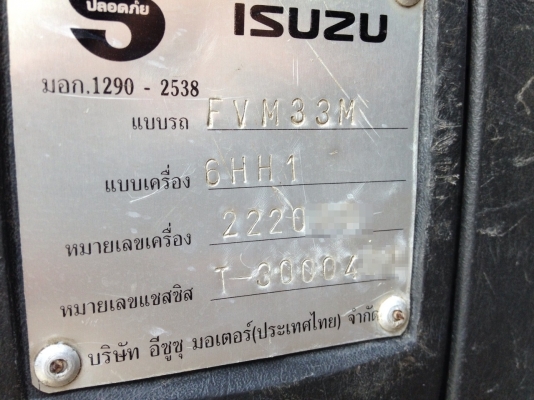 ปลอดภัย
ISUZU
มอก.1290 - 2538
แบบรถ FVM33M
แบบเครื่อง 6HH1
หมายเลขเครื่อง 2220
หมายเลขแชสซิส T-30004
บริษัท อีซูซุ มอเตอร์(ประเทศไทย) จำกัด